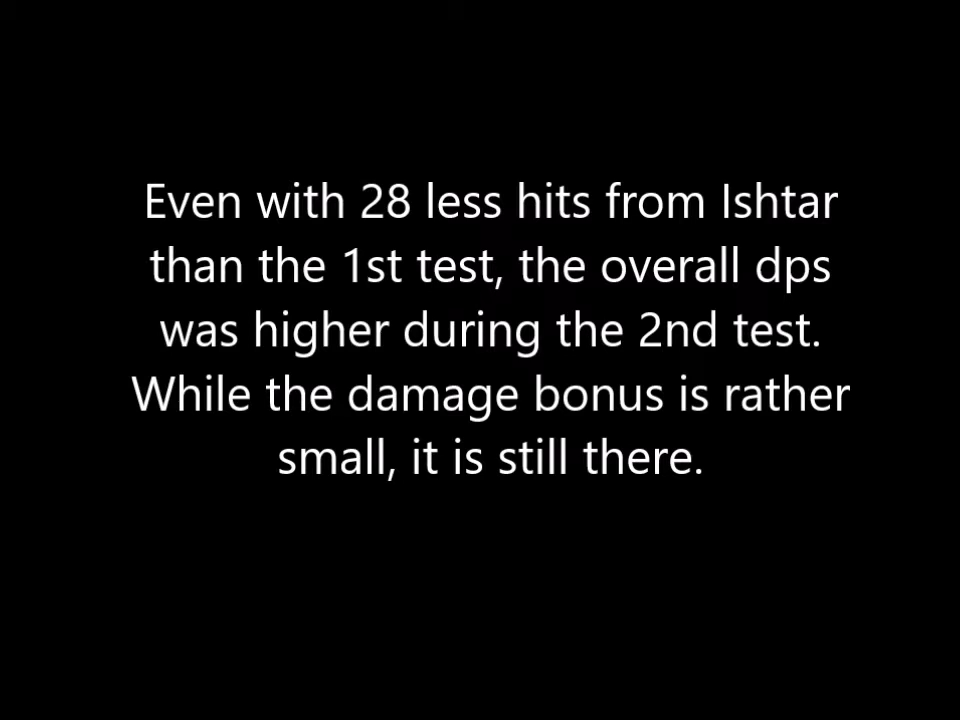 Even with 28 less hits from Ishtar
than the 1st test, the overall dps
was higher during the 2nd test.
While the damage bonus is rather
small, it is still there.